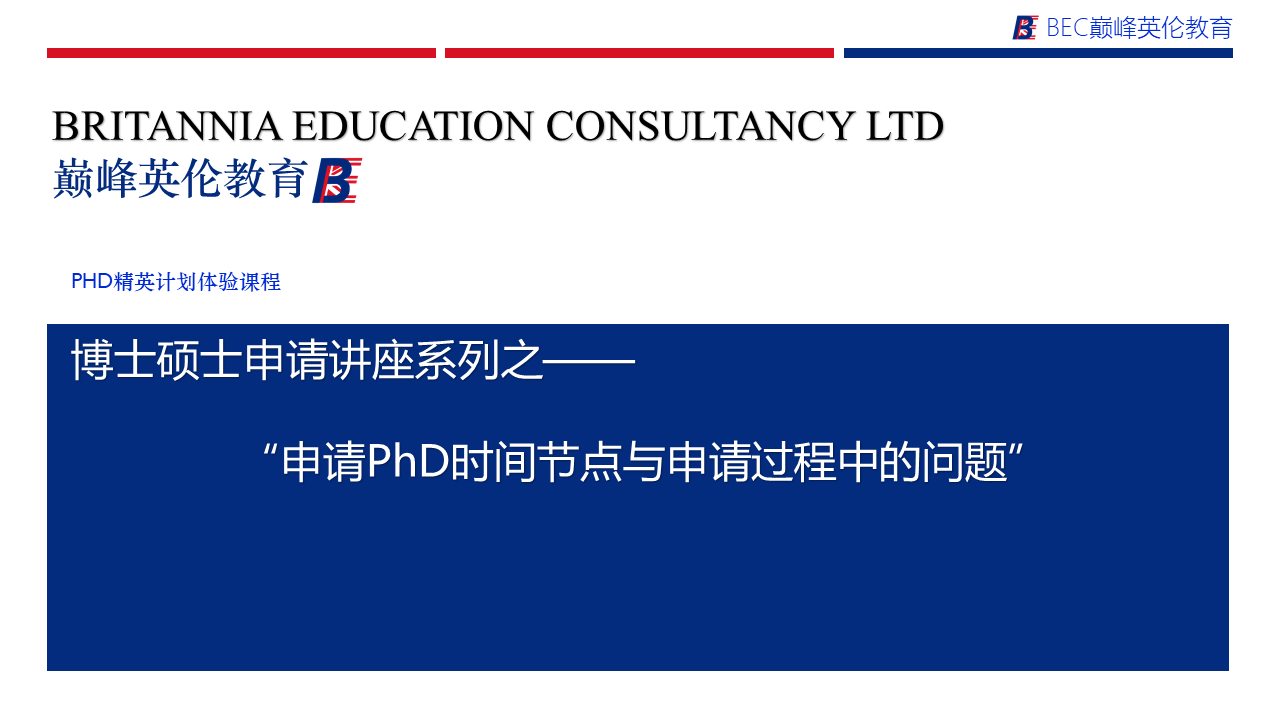 BEC巅峰英伦教育
BRITANNIA EDUCATION CONSULTANCY LTD
巅峰英伦教育
PHD精英计划体验课程
博士硕士申请讲座系列之——
“申请PhD时间节点与申请过程中的问题”